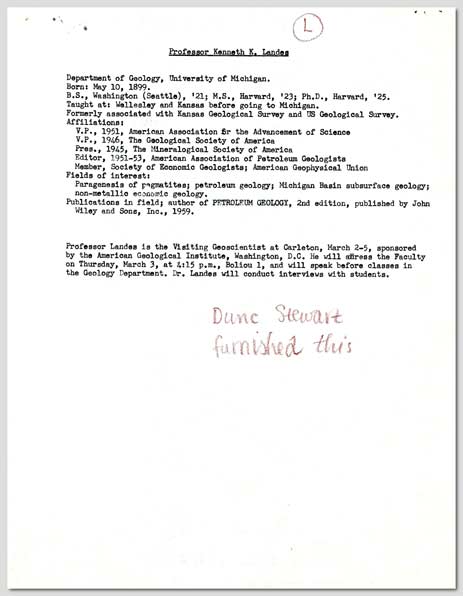 L
Professor Kenneth K. Landes
Department of Geology, University of Michigan.
Born: May 10, 1899.
B.S., Washington (Seattle), '21; M.S., Harvard, '23; Ph.D., Harvard, '25.
Taught at: Wellesley and Kansas before going to Michigan.
Formerly associated with Kansas Geological Survey and US Geological Survey.
Affiliations:
V.P., 1951, American Association for the Advancement of Science
V.P., 1946, The Geological Society of America
Pres., 1945, The Mineralogical Society of America
Editor, 1951-53, American Association of Petroleum Geologists
Member, Society of Economic Geologists; American Geophysical Union
Fields of interest:
Paragenesis of pegmatites; petroleum geology; Michigan Basin subsurface geology;
non-metallic economic geology.
Publications in field; author of PETROLEUM GEOLOGY, 2nd edition, published by John
Wiley and Sons, Inc., 1959.
Professor Landes is the Visiting Geoscientist at Carleton, March 2-5, sponsored
by the American Geological Institute, Washington, D.C. He will address the Faculty
on Thursday, March 3, at 4:15 p.m., Boliou 1, and will speak before classes in
the Geology Department. Dr. Landes will conduct interviews with students.
Dunc Stewart
furnished this